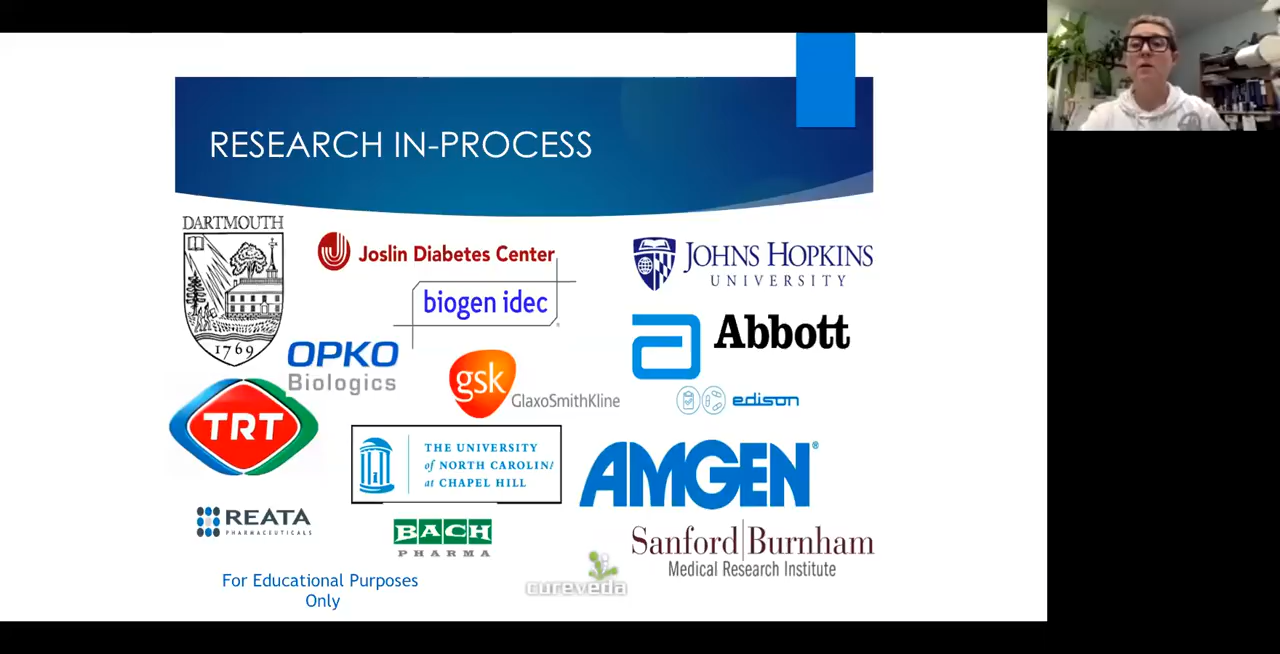 RESEARCH IN-PROCESS
DARTMOUTH
1769
Joslin Diabetes Center
JOHNS HOPKINS
UNIVERSITY
biogen idec
Abbott
OPKO
Biologics
gsk
GlaxoSmithKline
edison
TRT
THE UNIVERSITY
of NORTH CAROLINA
at CHAPEL HILL
AMGEN®
REATA
PHARMACEUTICALS
BACH
PHARMA
Sanford|Burnham
Medical Research Institute
cureveda
For Educational Purposes
Only